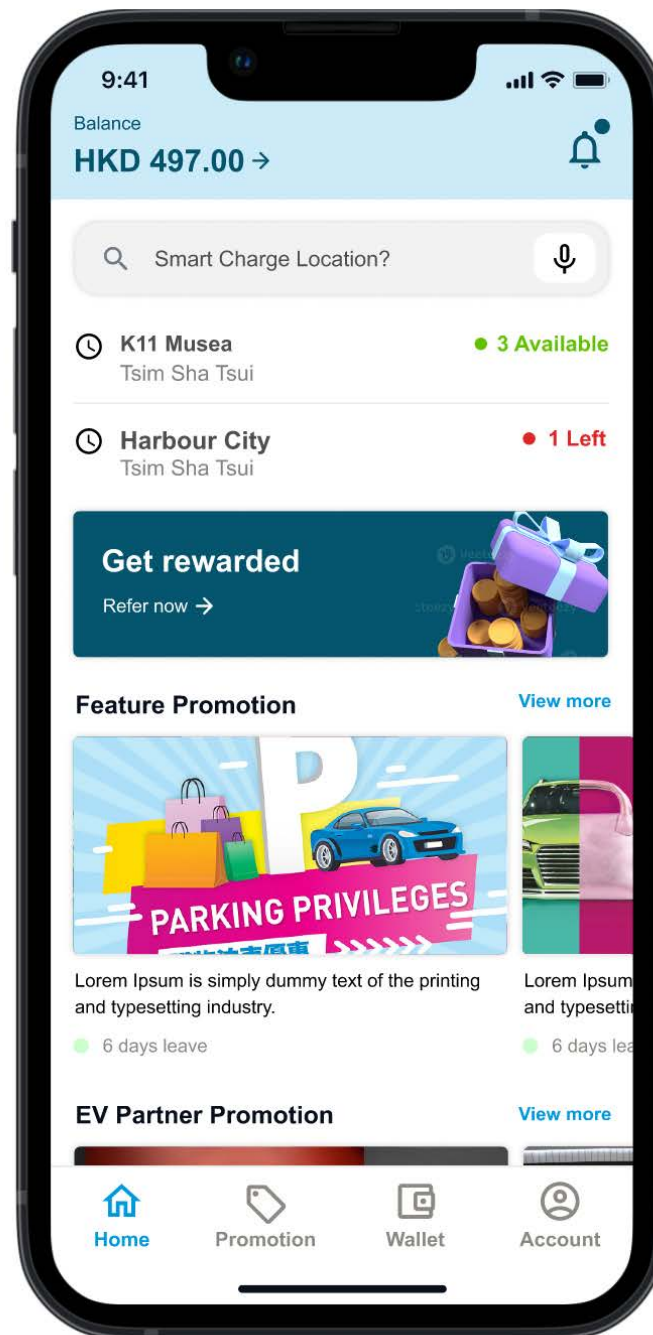 9:41
Balance
HKD 497.00
Smart Charge Location?
K11 Musea
3 Available
Tsim Sha Tsui
Harbour City
1 Left
Tsim Sha Tsui
Get rewarded
Refer now
Feature Promotion
View more
P
PARKING PRIVILEGES
Lorem Ipsum is simply dummy text of the printing
and typesetting industry.
6 days leave
Lorem Ipsum
and typesetti
6 days lea
EV Partner Promotion
View more
Home
Promotion
Wallet
Account